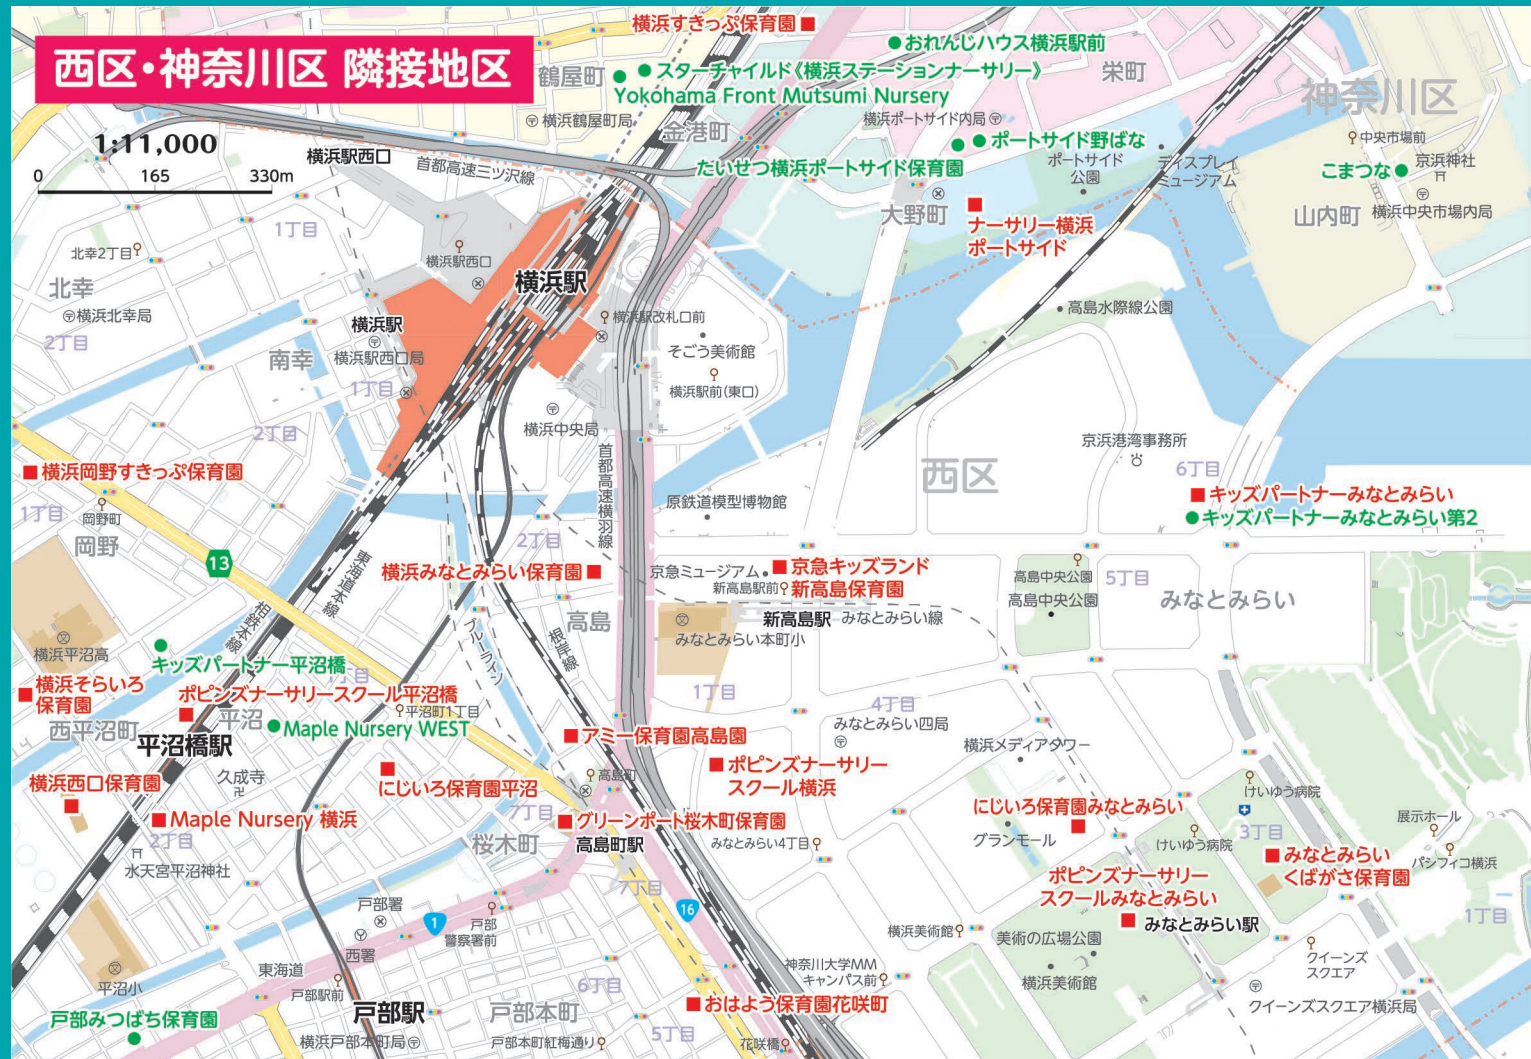 西区・神奈川区 隣接地区
1:11,000
0 165 330m
横浜すきっぷ保育園
おれんじハウス横浜駅前
鶴屋町
スターチャイルド《横浜ステーションナーサリー》
Yokohama Front Mutsumi Nursery
栄町
神奈川区
横浜鶴屋町局
金港町
横浜ポートサイド内局
中央市場前
ポートサイド野ばな
横浜駅西口
首都高速三ツ沢線
たいせつ横浜ポートサイド保育園
ポートサイド
公園
ディスプレイ
ミュージアム
こまつな
京浜神社
大野町
山内町
横浜中央市場内局
ナーサリー横浜
ポートサイド
1丁目
北幸2丁目
横浜駅西口
北幸
横浜駅
横浜北幸局
横浜駅
横浜駅改札口前
高島水際線公園
2丁目
南幸
横浜駅西口局
そごう美術館
1丁目
横浜駅前(東口)
横浜中央局
2丁目
京浜港湾事務所
首都高速横羽線
西区
6丁目
横浜岡野すきっぷ保育園
原鉄道模型博物館
キッズパートナーみなとみらい
キッズパートナーみなとみらい第2
1丁目
岡野町
岡野
13
東海道本線
2丁目
横浜みなとみらい保育園
京急ミュージアム
京急キッズランド
新高島保育園
新高島駅前
高島中央公園
5丁目
高島中央公園
みなとみらい
相鉄本線
ブルーライン
根岸線
高島
新高島駅
みなとみらい線
みなとみらい本町小
横浜平沼高
キッズパートナー平沼橋
1丁目
横浜そらいろ
保育園
ポピンズナーサリースクール平沼橋
平沼
平沼町1丁目
1丁目
4丁目
西平沼町
Maple Nursery WEST
平沼橋駅
アミー保育園高島園
みなとみらい四局
横浜メディアタワー
横浜西口保育園
久成寺
にじいろ保育園平沼
高島町
ポピンズナーサリー
スクール横浜
けいゆう病院
Maple Nursery 横浜
7丁目
グリーンポート桜木町保育園
にじいろ保育園みなとみらい
展示ホール
2丁目
桜木町
高島町駅
みなとみらい4丁目
グランモール
けいゆう病院
3丁目
みなとみらい
くばがさ保育園
パシフィコ横浜
水天宮平沼神社
7丁目
ポピンズナーサリー
スクールみなとみらい
戸部署
1
戸部
警察署前
16
横浜美術館
美術の広場公園
みなとみらい駅
1丁目
西署
東海道
戸部駅前
平沼小
6丁目
神奈川大学MM
キャンパス前
横浜美術館
クイーンズ
スクエア
クイーンズスクエア横浜局
戸部みつばち保育園
戸部駅
戸部本町
おはよう保育園花咲町
横浜戸部本町局
戸部本町紅梅通り
5丁目
花咲橋